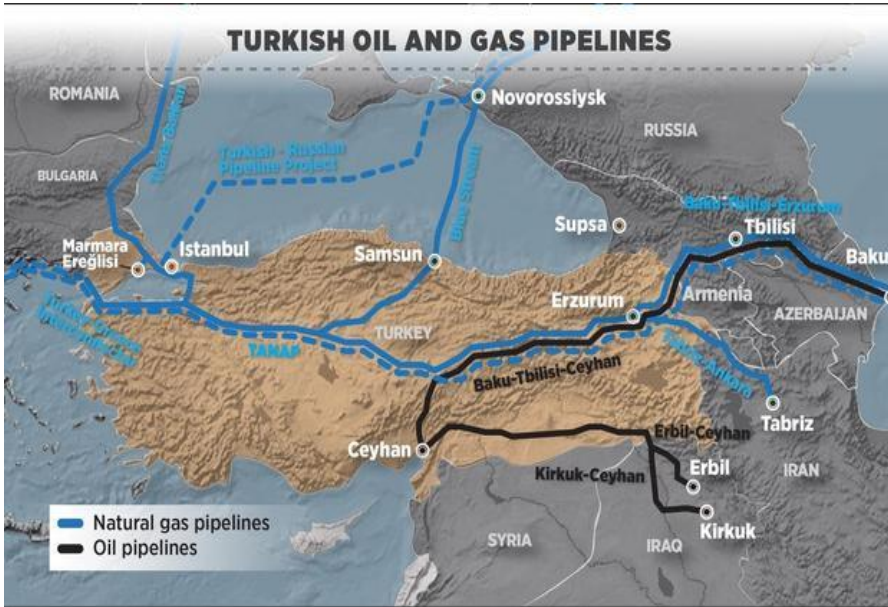 TURKISH OIL AND GAS PIPELINES
ROMANIA
Novorossiysk
RUSSIA
Trans-Balkan
Turkish - Russian
Pipeline Project
BULGARIA
Blue Stream
Baku-Tbilisi-Erzurum
Supsa
Tbilisi
Marmara
Ereğlisi
Istanbul
Samsun
Baku
Erzurum
Armenia
AZERBAIJAN
TURKEY
TANAP
Baku-Tbilisi-Ceyhan
Tabriz-Ankara
Tabriz
Ceyhan
Erbil-Ceyhan
Erbil
IRAN
Kirkuk-Ceyhan
Kirkuk
Natural gas pipelines
Oil pipelines
SYRIA
IRAQ